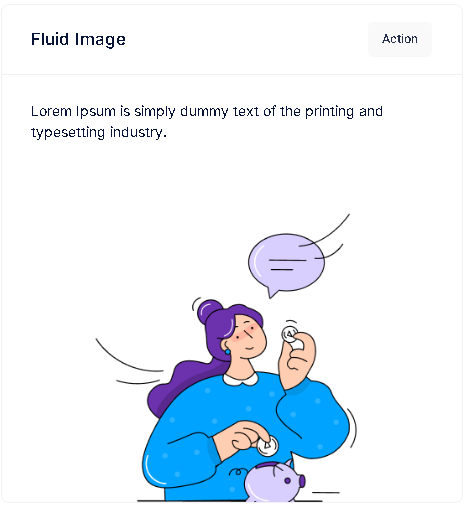 Fluid Image
Action
Lorem Ipsum is simply dummy text of the printing and
typesetting industry.